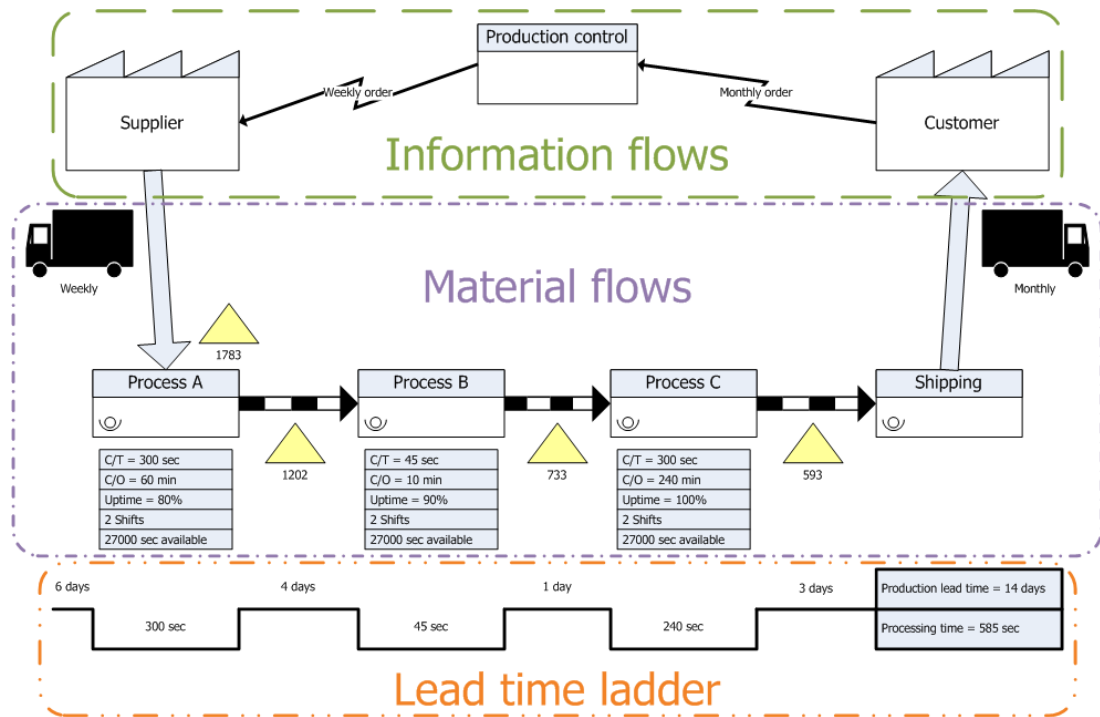 Production control
Supplier
Weekly order
Monthly order
Customer
Information flows
Weekly
Material flows
Monthly
1783
Process A
Process B
Process C
Shipping
1202
733
593
C/T = 300 sec
C/O = 60 min
Uptime = 80%
2 Shifts
27000 sec available
C/T = 45 sec
C/O = 10 min
Uptime = 90%
2 Shifts
27000 sec available
C/T = 300 sec
C/O = 240 min
Uptime = 100%
2 Shifts
27000 sec available
6 days
4 days
1 day
3 days
Production lead time = 14 days
300 sec
45 sec
240 sec
Processing time = 585 sec
Lead time ladder